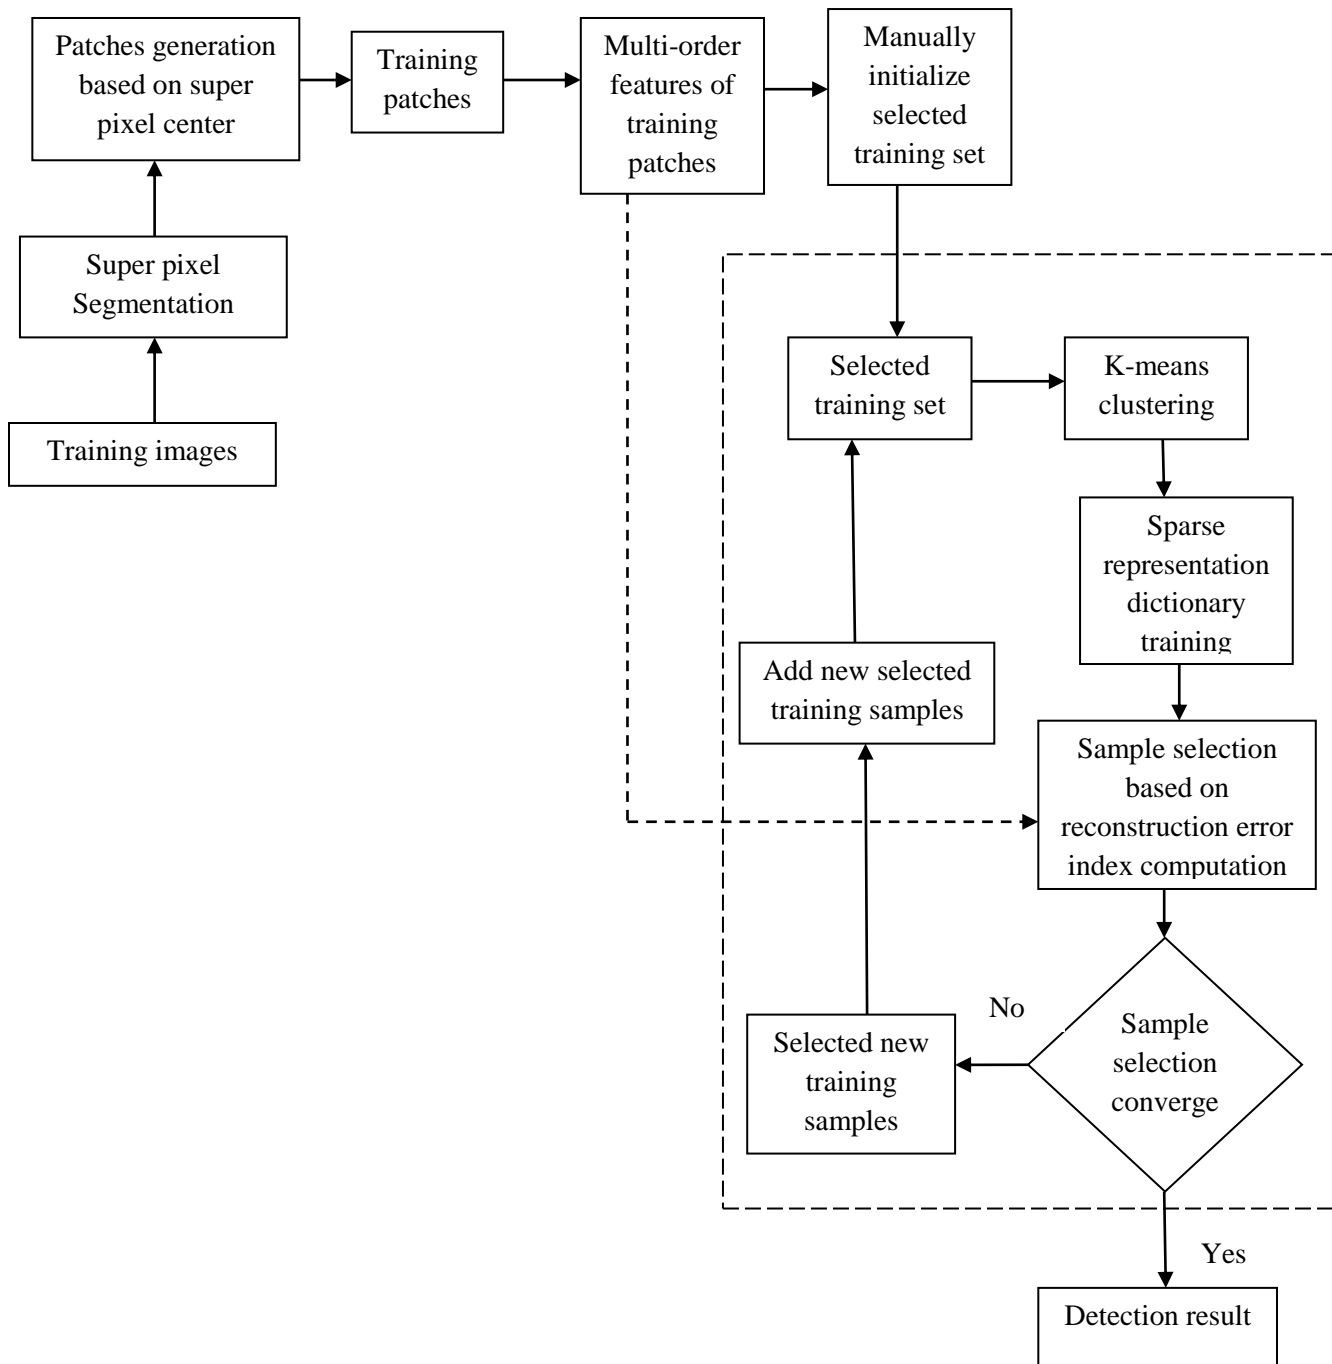 Patches generation
based on super
pixel center
Training
patches
Multi-order
features of
training
patches
Manually
initialize
selected
training set
Super pixel
Segmentation
Training images
Selected
training set
K-means
clustering
Sparse
representation
dictionary
training
Add new selected
training samples
Sample selection
based on
reconstruction error
index computation
No
Selected new
training
samples
Sample
selection
converge
Yes
Detection result